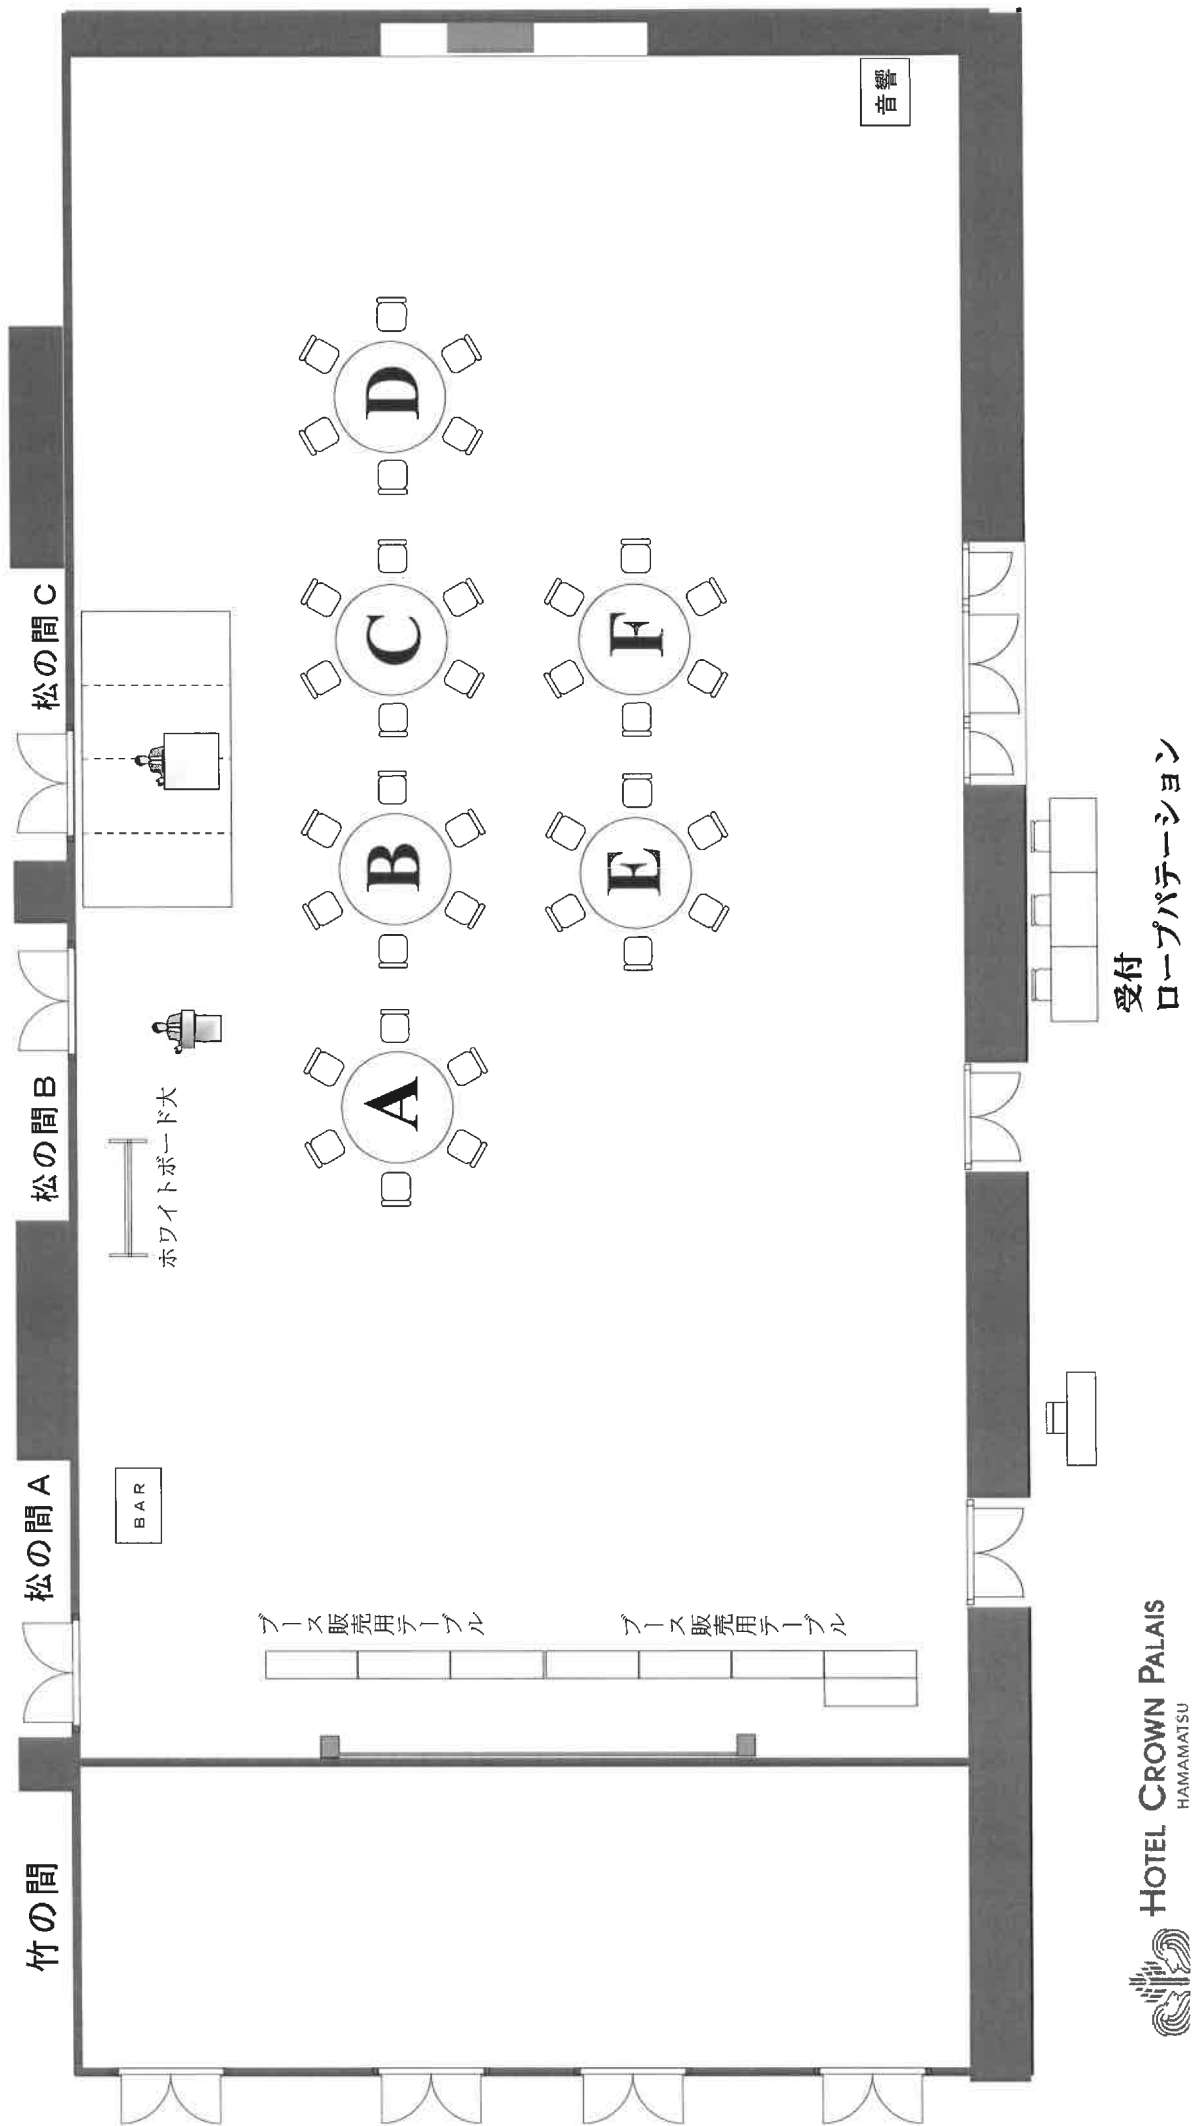 竹の間
松の間A
松の間B
松の間C
BAR
ホワイトボード大
ブース販売用テーブル
ブース販売用テーブル
A
B
C
D
E
F
音響
受付
ロープパテーション
HOTEL CROWN PALAIS
HAMAMATSU